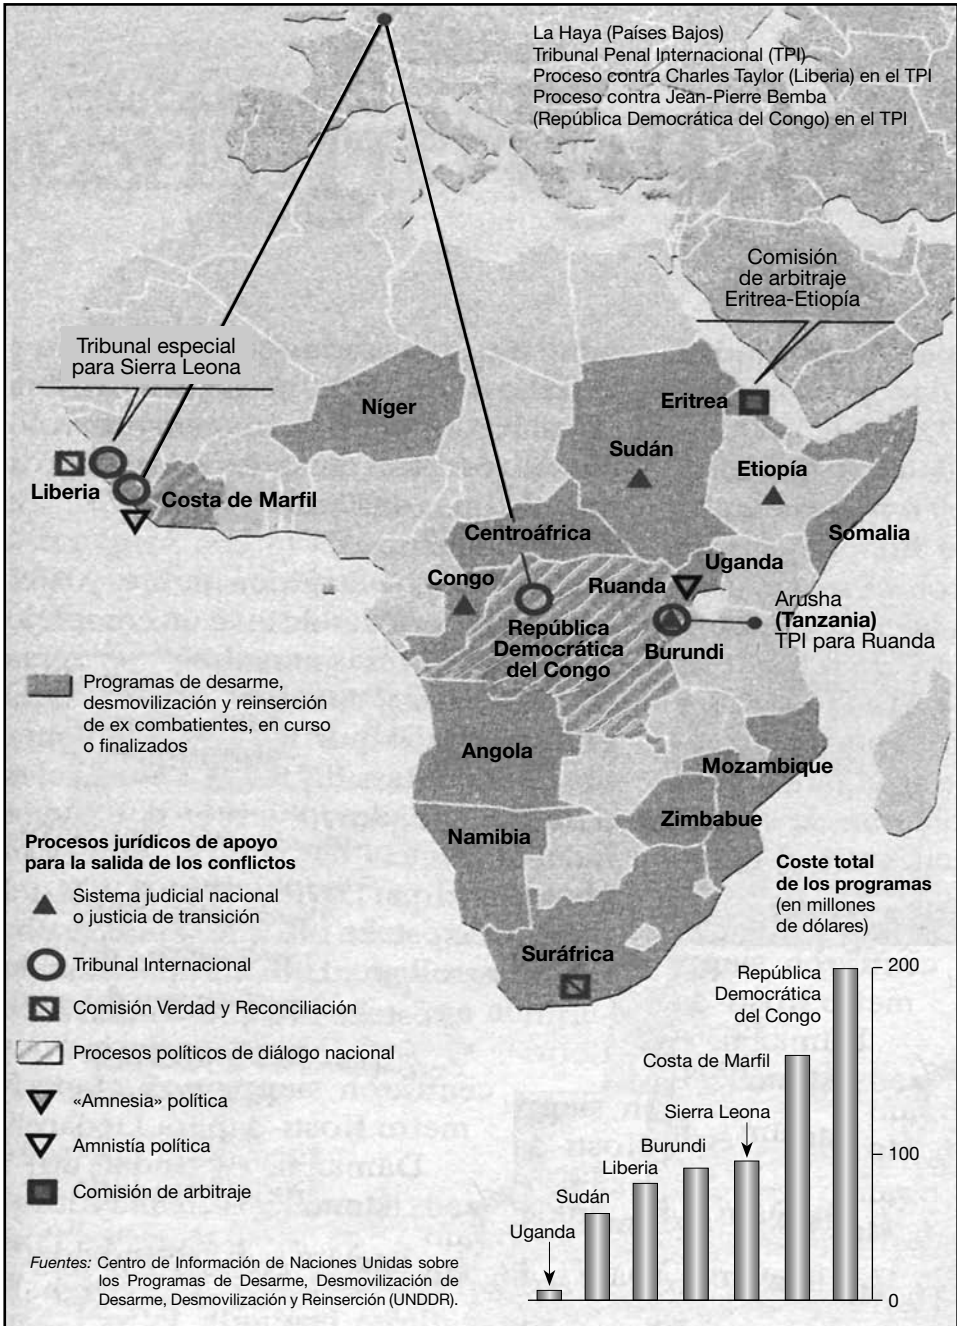 La Haya (Países Bajos)
Tribunal Penal Internacional (TPI)
Proceso contra Charles Taylor (Liberia) en el TPI
Proceso contra Jean-Pierre Bemba
(República Democrática del Congo) en el TPI
Comisión
de arbitraje
Eritrea-Etiopía
Tribunal especial
para Sierra Leona
Níger
Eritrea
Sudán
Etiopía
Liberia
Costa de Marfil
Centroáfrica
Somalia
Uganda
Congo
Ruanda
República
Democrática
del Congo
Burundi
Arusha
(Tanzania)
TPI para Ruanda
Programas de desarme,
desmovilización y reinserción
de ex combatientes, en curso
o finalizados
Angola
Mozambique
Namibia
Zimbabue
Suráfrica
Procesos jurídicos de apoyo
para la salida de los conflictos
Sistema judicial nacional
o justicia de transición
Tribunal Internacional
Comisión Verdad y Reconciliación
Procesos políticos de diálogo nacional
«Amnesia» política
Amnistía política
Comisión de arbitraje
Coste total
de los programas
(en millones
de dólares)
República
Democrática
del Congo
Costa de Marfil
Sierra Leona
Burundi
Liberia
Sudán
Uganda
200
100
0
Fuentes: Centro de Información de Naciones Unidas sobre
los Programas de Desarme, Desmovilización de
Desarme, Desmovilización y Reinserción (UNDDR).